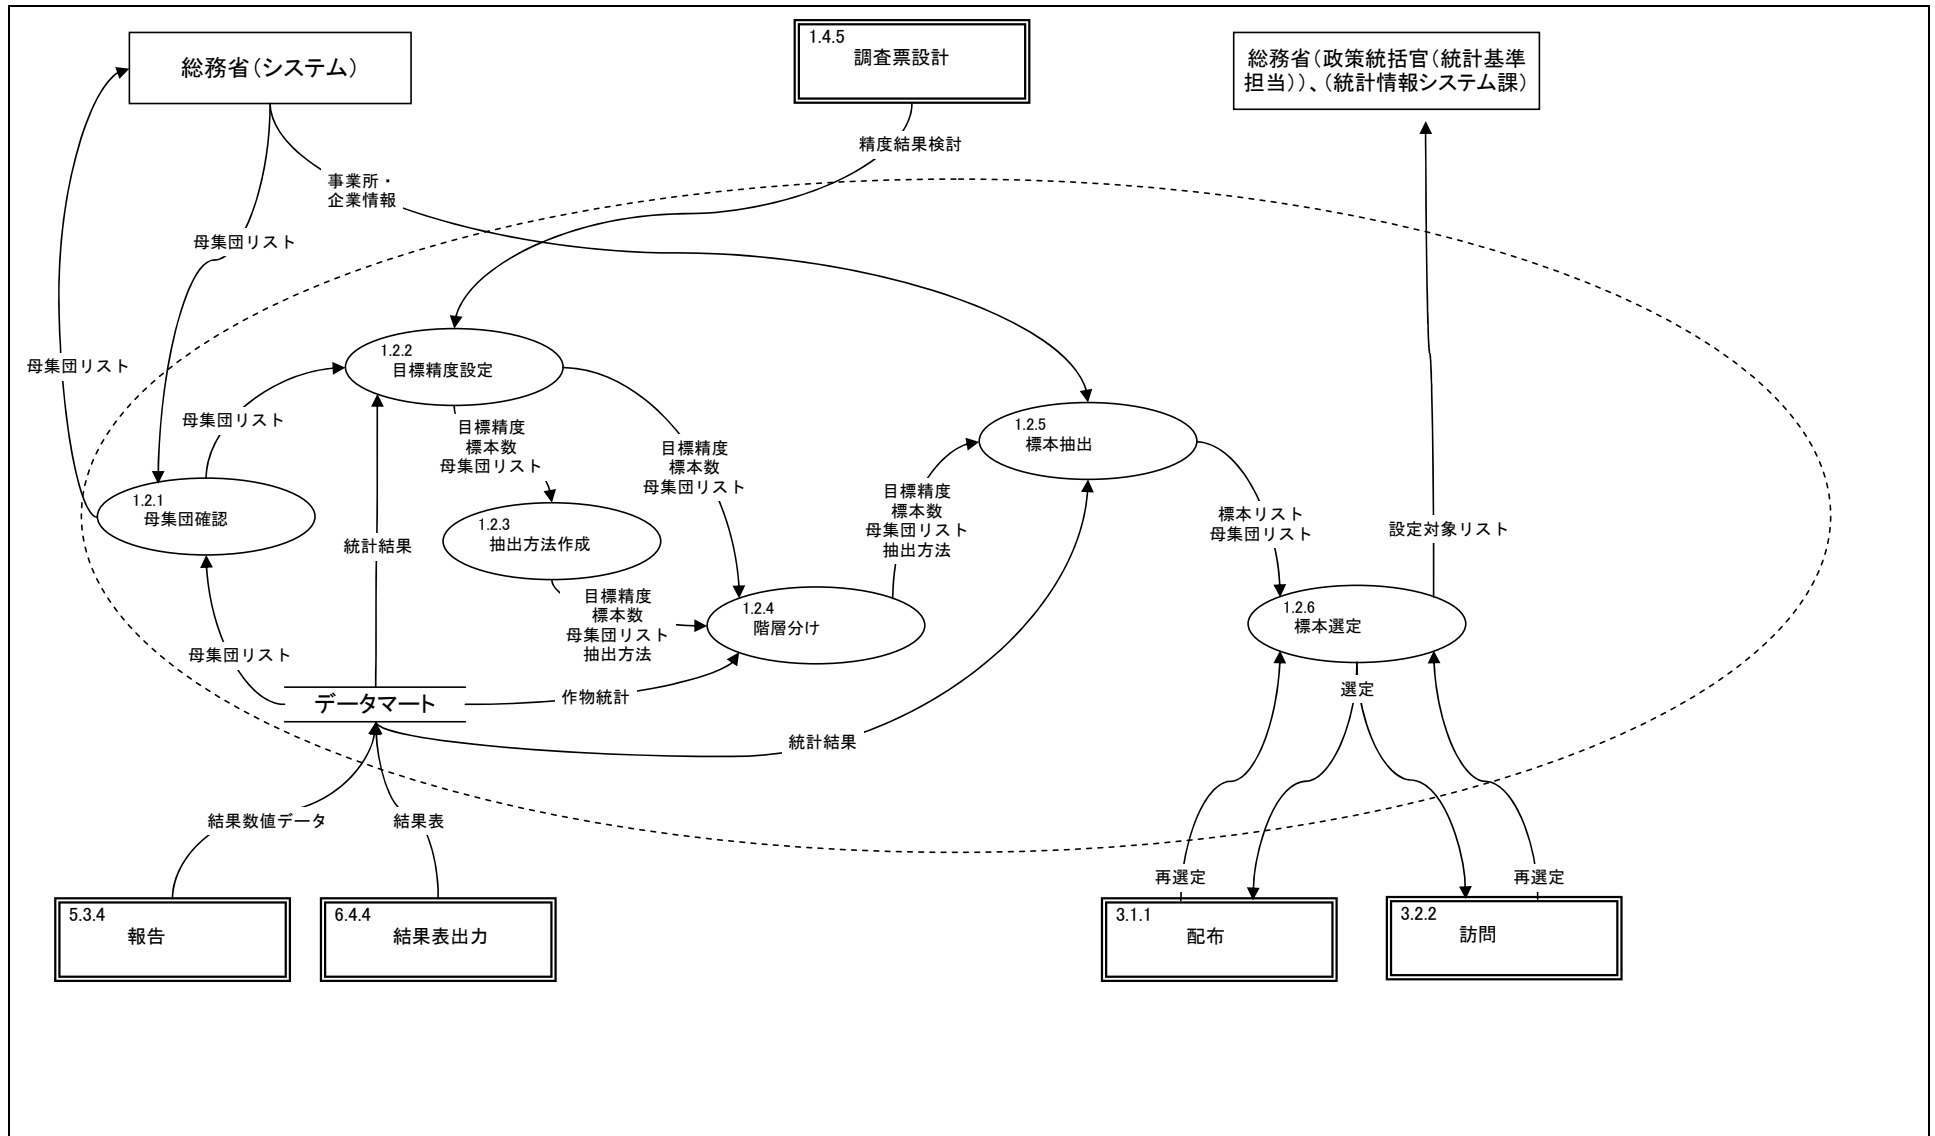 総務省（システム）
1.4.5
調査票設計
総務省（政策統括官（統計基準
担当））、（統計情報システム課）
精度結果検討
事業所・
企業情報
母集団リスト
母集団リスト
1.2.2
目標精度設定
母集団リスト
目標精度
標本数
母集団リスト
目標精度
標本数
母集団リスト
1.2.5
標本抽出
1.2.1
母集団確認
統計結果
1.2.3
抽出方法作成
目標精度
標本数
母集団リスト
抽出方法
標本リスト
母集団リスト
設定対象リスト
目標精度
標本数
母集団リスト
抽出方法
1.2.4
階層分け
1.2.6
標本選定
母集団リスト
データマート
作物統計
選定
統計結果
結果数値データ
結果表
再選定
再選定
5.3.4
報告
6.4.4
結果表出力
3.1.1
配布
3.2.2
訪問